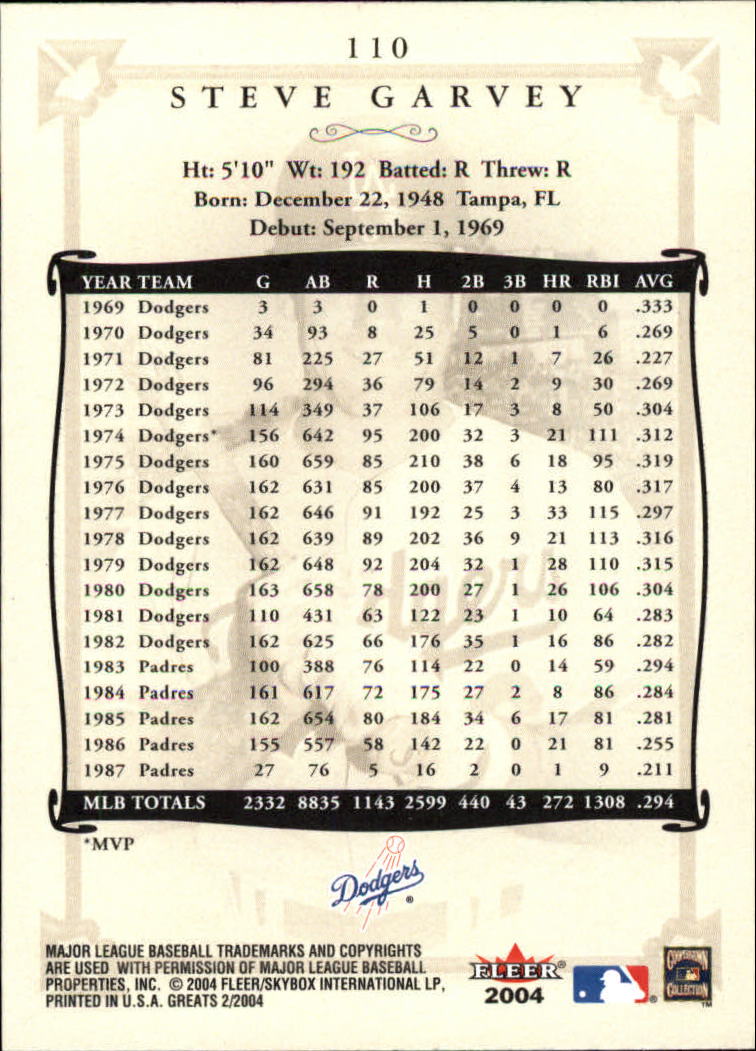 110
STEVE GARVEY
Ht: 5'10" Wt: 192 Batted: R Threw: R
Born: December 22, 1948 Tampa, FL
Debut: September 1, 1969
YEAR TEAM G AB R H 2B 3B HR RBI AVG
1969 Dodgers 3 3 0 1 0 0 0 0 .333
1970 Dodgers 34 93 8 25 5 0 1 6 .269
1971 Dodgers 81 225 27 51 12 1 7 26 .227
1972 Dodgers 96 294 36 79 14 2 9 30 .269
1973 Dodgers 114 349 37 106 17 3 8 50 .304
1974 Dodgers* 156 642 95 200 32 3 21 111 .312
1975 Dodgers 160 659 85 210 38 6 18 95 .319
1976 Dodgers 162 631 85 200 37 4 13 80 .317
1977 Dodgers 162 646 91 192 25 3 33 115 .297
1978 Dodgers 162 639 89 202 36 9 21 113 .316
1979 Dodgers 162 648 92 204 32 1 28 110 .315
1980 Dodgers 163 658 78 200 27 1 26 106 .304
1981 Dodgers 110 431 63 122 23 1 10 64 .283
1982 Dodgers 162 625 66 176 35 1 16 86 .282
1983 Padres 100 388 76 114 22 0 14 59 .294
1984 Padres 161 617 72 175 27 2 8 86 .284
1985 Padres 162 654 80 184 34 6 17 81 .281
1986 Padres 155 557 58 142 22 0 21 81 .255
1987 Padres 27 76 5 16 2 0 1 9 .211
MLB TOTALS 2332 8835 1143 2599 440 43 272 1308 .294
*MVP
Dodgers ®
MAJOR LEAGUE BASEBALL TRADEMARKS AND COPYRIGHTS
ARE USED WITH PERMISSION OF MAJOR LEAGUE BASEBALL
PROPERTIES, INC. © 2004 FLEER/SKYBOX INTERNATIONAL LP,
PRINTED IN U.S.A. GREATS 2/2004
FLEER®
2004
®
COOPERSTOWN
COLLECTION
TM